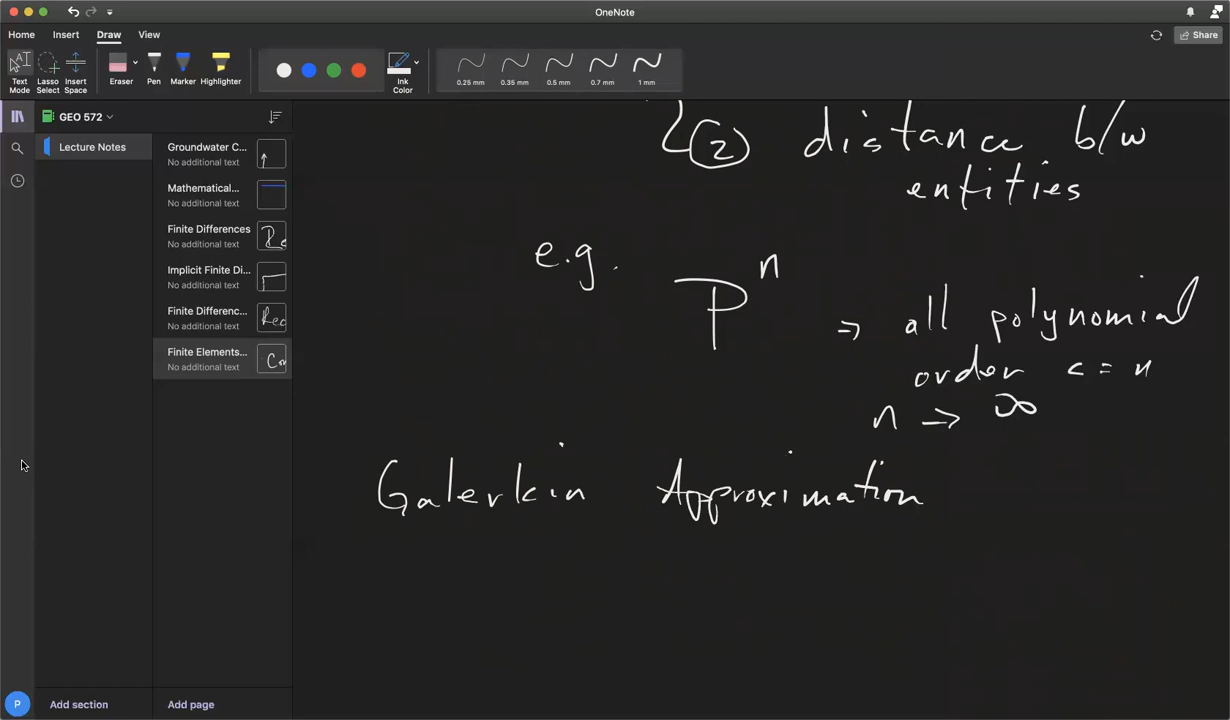 OneNote
Home Insert Draw View
Share
Text Mode
Lasso Select
Insert Space
Eraser
Pen
Marker
Highlighter
0.25 mm
0.35 mm
0.5 mm
0.7 mm
1 mm
Ink Color
GEO 572
Lecture Notes
Groundwater C...
No additional text
Mathematical...
No additional text
Finite Differences
No additional text
Implicit Finite Di...
No additional text
Finite Differenc...
No additional text
Finite Elements...
No additional text
② distance b/w
entities
e.g.
P^n
⇒ all polynomial
order <= n
n → ∞
Galerkin Approximation
P
Add section
Add page